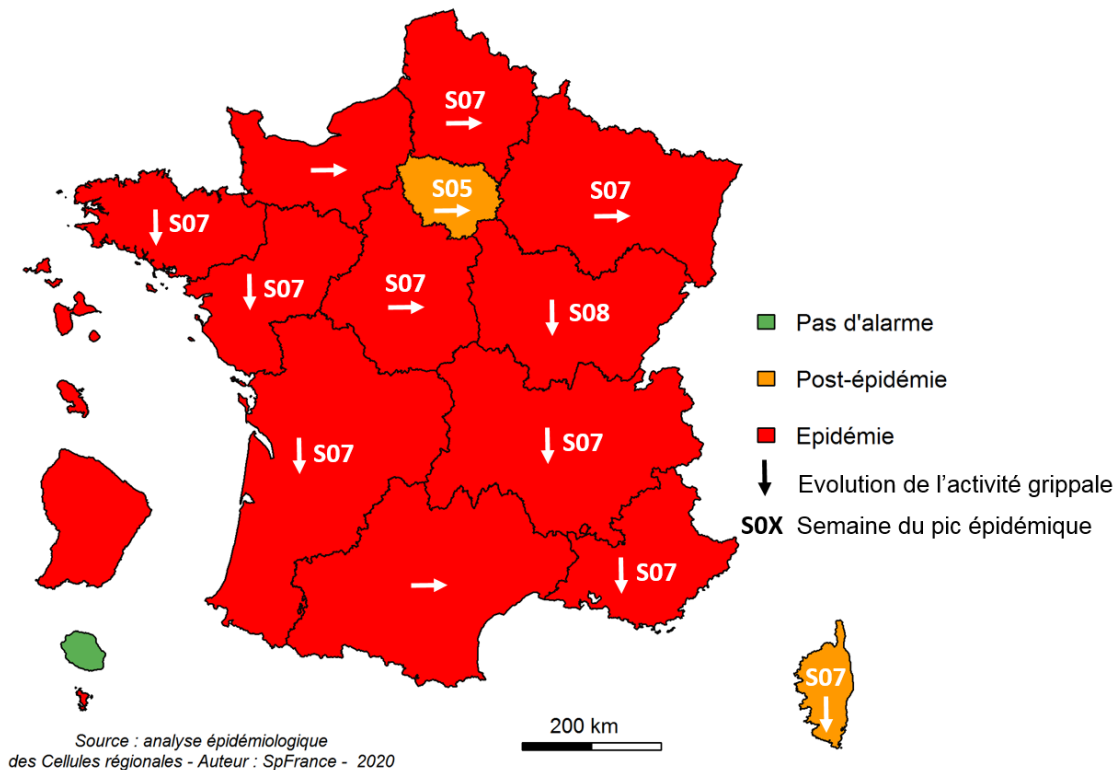 S07
S05
S07
S07
S07
S07
S08
S07
S07
S07
S07
Pas d'alarme
Post-épidémie
Epidémie
Evolution de l'activité grippale
S0X Semaine du pic épidémique
200 km
Source : analyse épidémiologique
des Cellules régionales - Auteur : SpFrance - 2020